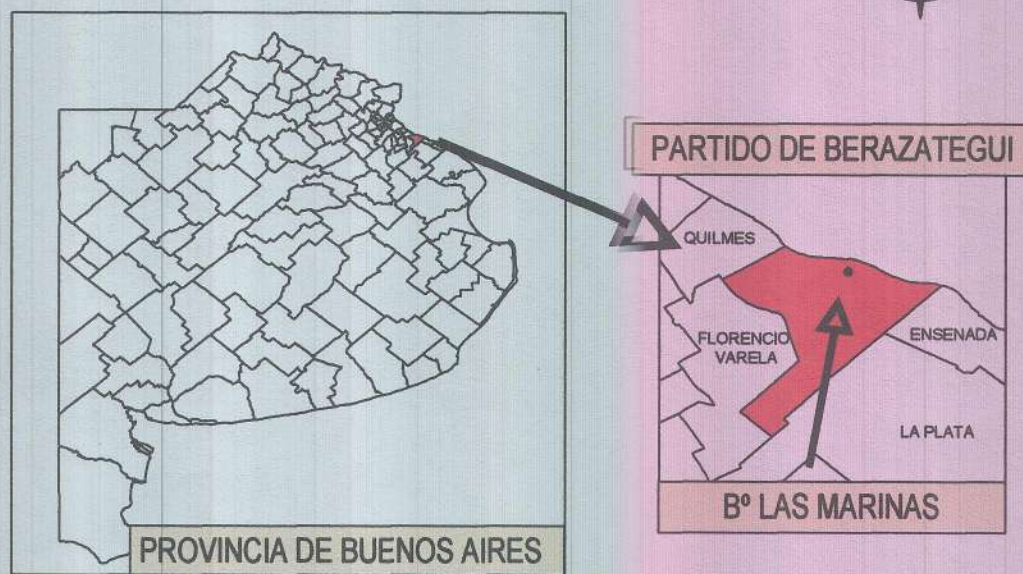 PROVINCIA DE BUENOS AIRES
PARTIDO DE BERAZATEGUI
QUILMES
FLORENCIO
VARELA
ENSENADA
LA PLATA
Bº LAS MARINAS